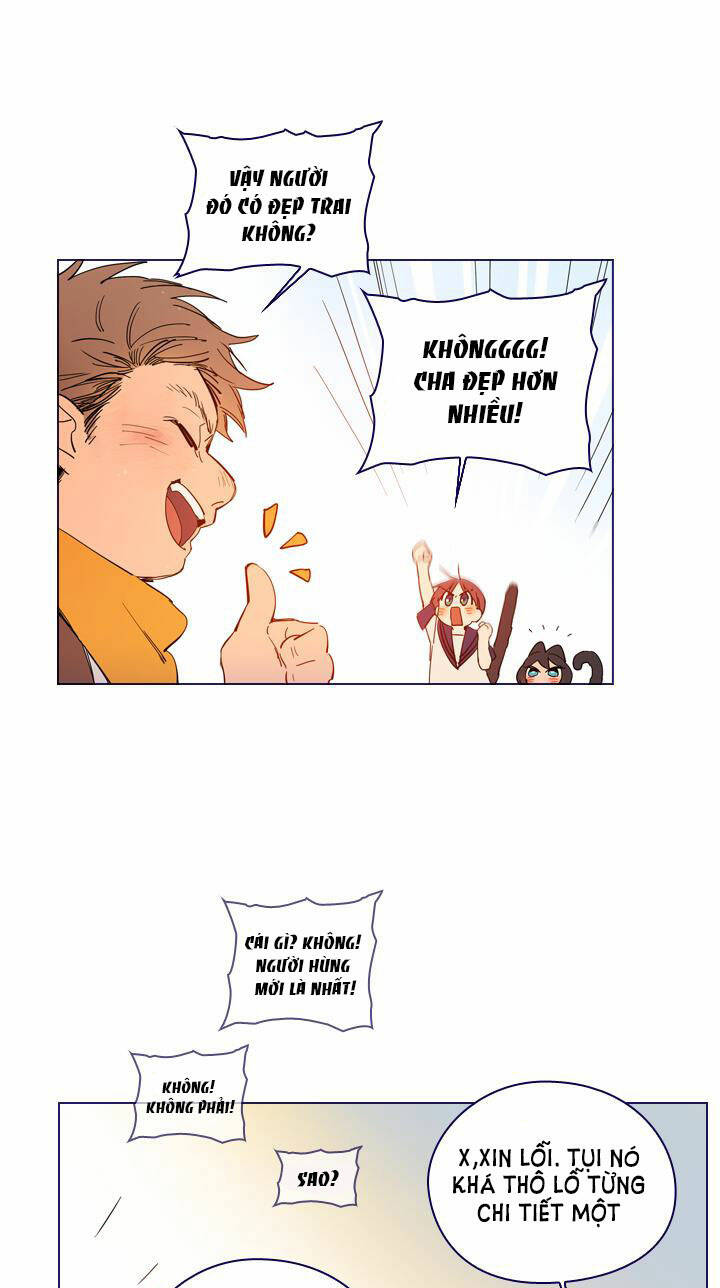 VẬY NGƯỜI
ĐÓ CÓ ĐẸP TRAI
KHÔNG?
KHÔNGGGG!
CHA ĐẸP HƠN
NHIỀU!
CÁI GÌ? KHÔNG!
NGƯỜI HÙNG
MỚI LÀ NHẤT!
KHÔNG!
KHÔNG PHẢI!
SAO?
X,XIN LỖI. TỤI NÓ
KHÁ THÔ LỖ TỪNG
CHI TIẾT MỘT